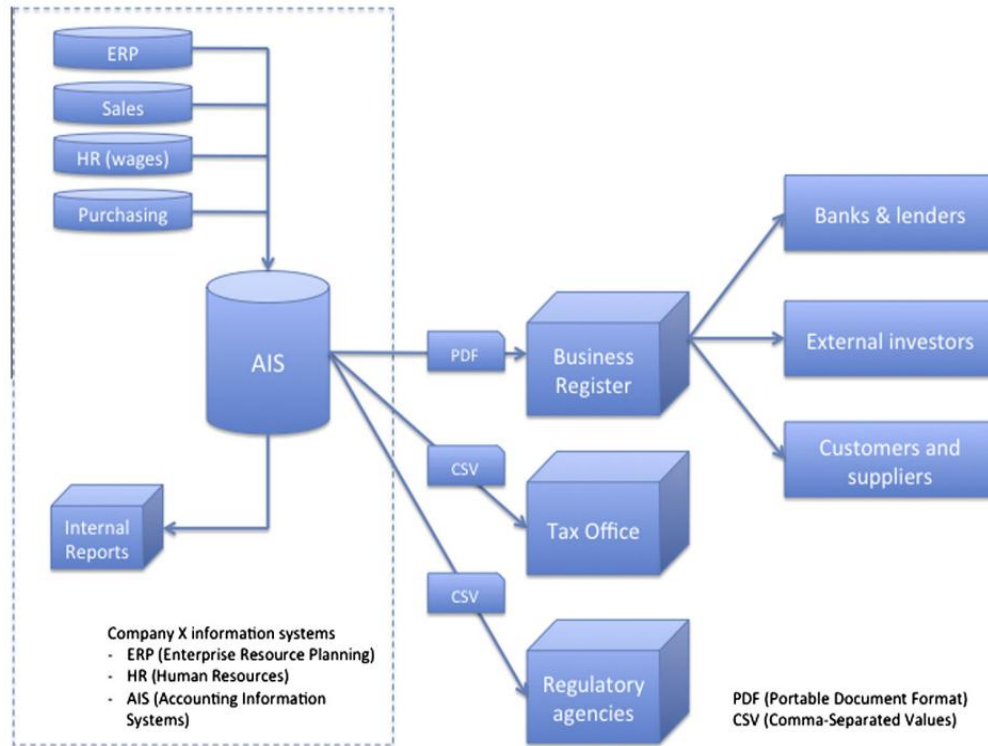 ERP
Sales
HR (wages)
Purchasing
AIS
Internal
Reports
PDF
CSV
CSV
Business
Register
Tax Office
Regulatory
agencies
Banks & lenders
External investors
Customers and
suppliers
Company X information systems
- ERP (Enterprise Resource Planning)
- HR (Human Resources)
- AIS (Accounting Information
Systems)
PDF (Portable Document Format)
CSV (Comma-Separated Values)